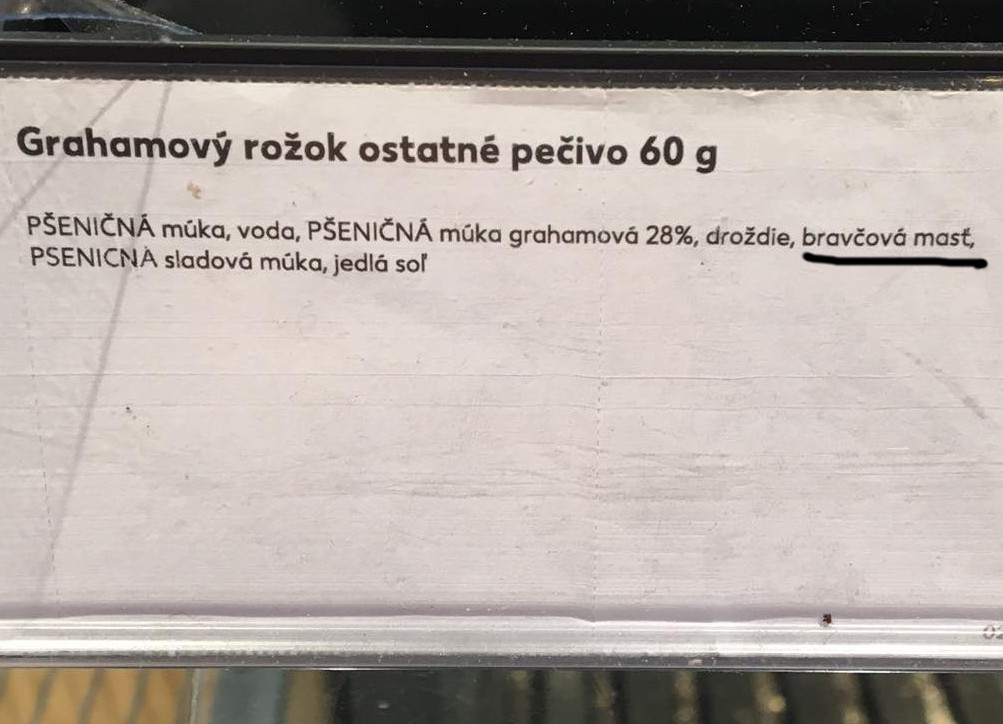 Grahamový rožok ostatné pečivo 60 g
PŠENIČNÁ múka, voda, PŠENIČNÁ múka grahamová 28%, droždie, bravčová masť,
PŠENIČNÁ sladová múka, jedlá soľ